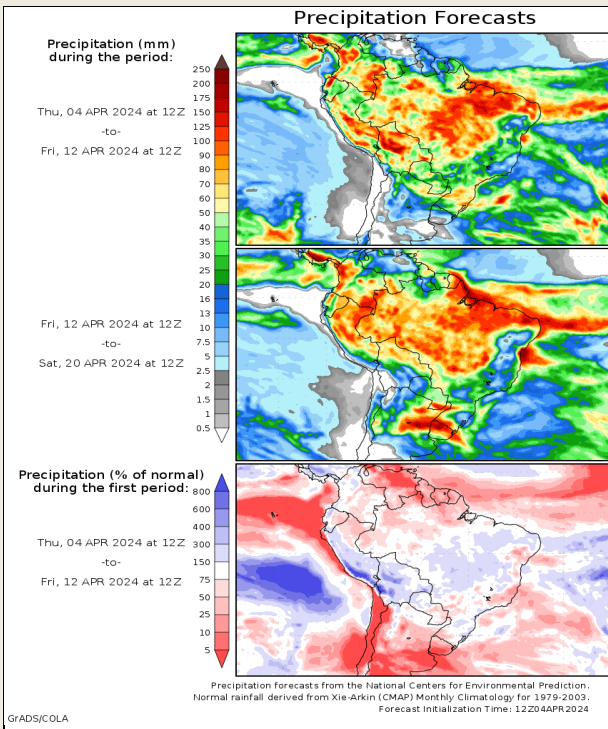 Precipitation Forecasts
Precipitation (mm)
during the period:
Thu, 04 APR 2024 at 12Z
-to-
Fri, 12 APR 2024 at 12Z
250
200
175
150
125
100
90
80
70
60
50
40
35
30
25
20
16
13
10
7.5
5
2.5
2
1.5
1
0.5
Fri, 12 APR 2024 at 12Z
-to-
Sat, 20 APR 2024 at 12Z
Precipitation (% of normal)
during the first period:
Thu, 04 APR 2024 at 12Z
-to-
Fri, 12 APR 2024 at 12Z
800
600
400
300
150
75
50
25
10
5
Precipitation forecasts from the National Centers for Environmental Prediction.
Normal rainfall derived from Xie-Arkin (CMAP) Monthly Climatology for 1979-2003.
Forecast Initialization Time: 12Z04APR2024
GrADS/COLA